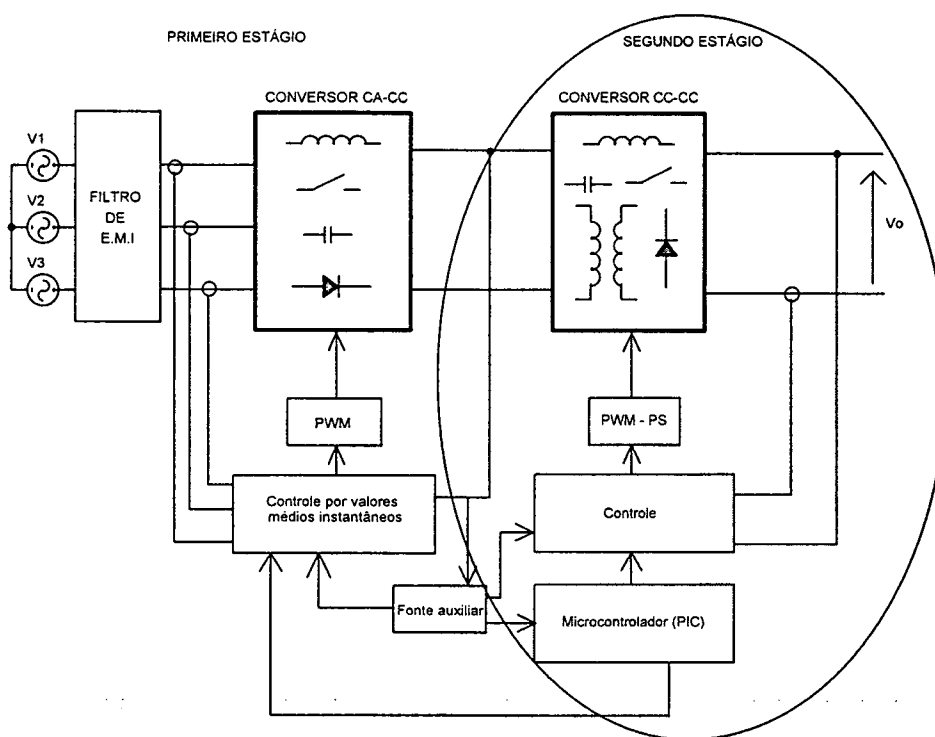 PRIMEIRO ESTÁGIO
SEGUNDO ESTÁGIO
CONVERSOR CA-CC
CONVERSOR CC-CC
V1
V2
V3
FILTRO
DE
E.M.I
Vo
PWM
PWM - PS
Controle por valores
médios instantâneos
Controle
Fonte auxiliar
Microcontrolador (PIC)